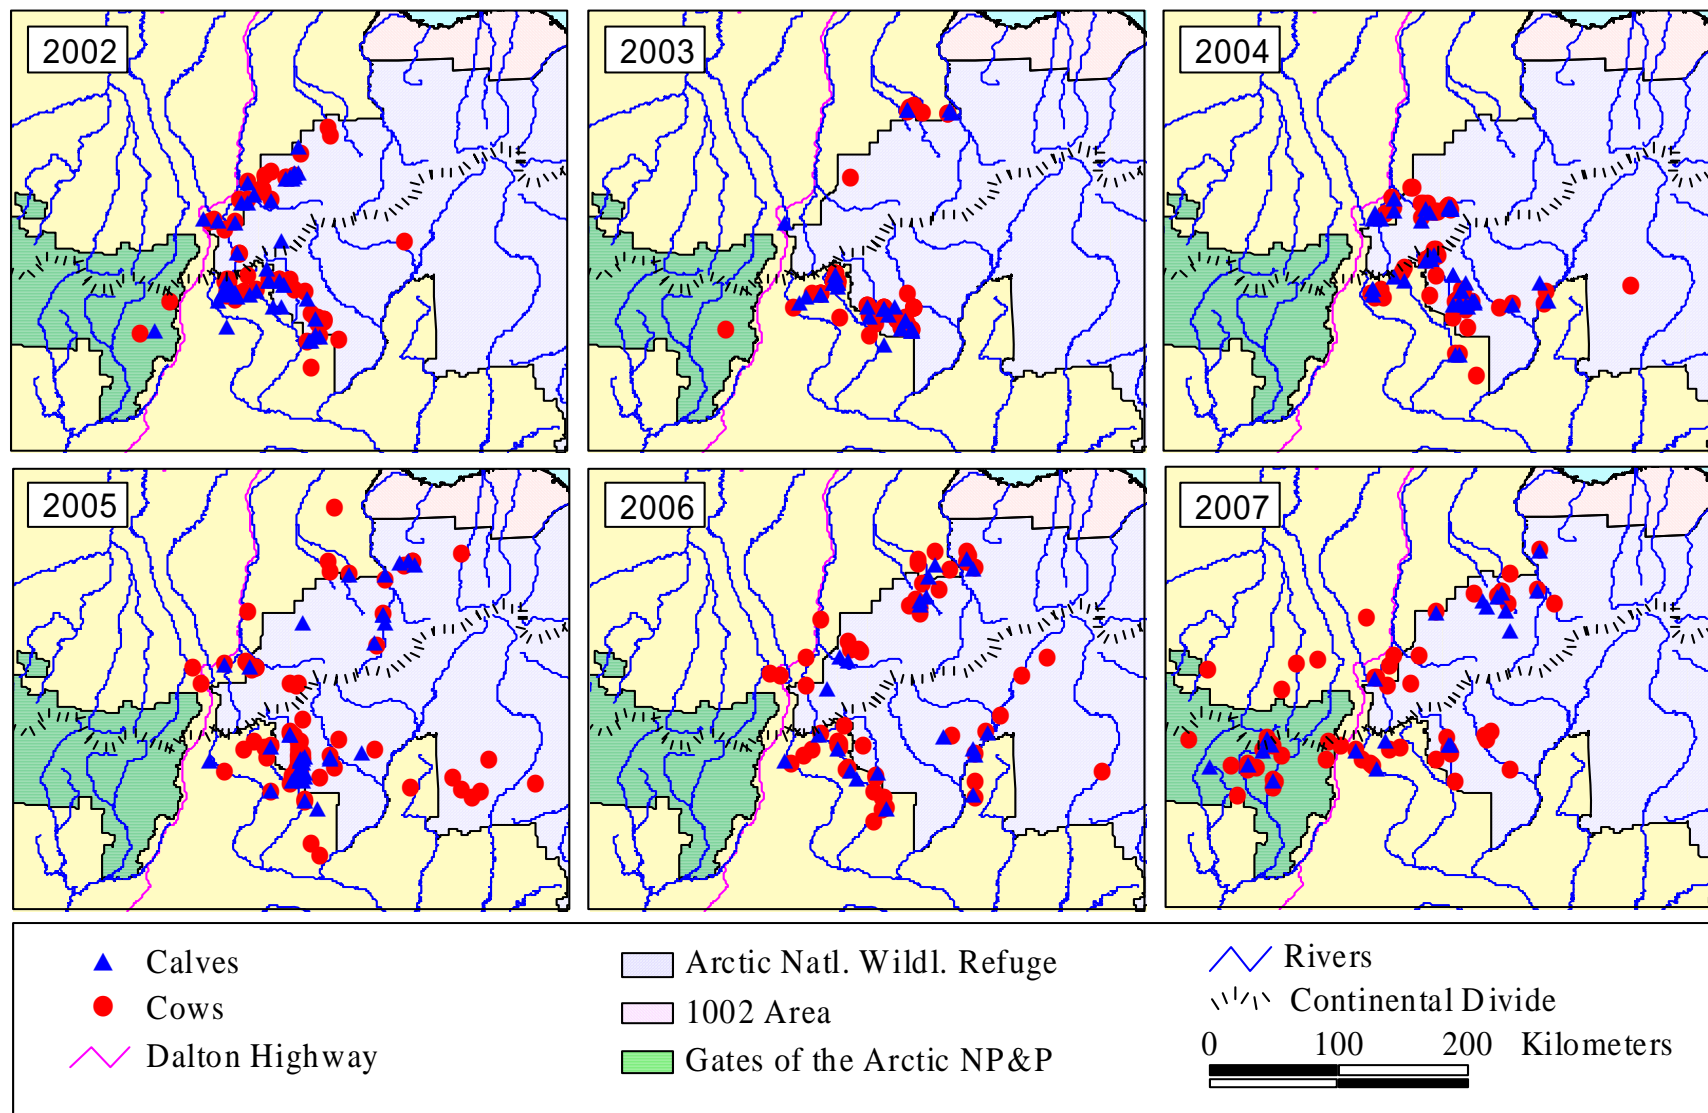 2002
2003
2004
2005
2006
2007
Calves
Cows
Dalton Highway
Arctic Natl. Wildl. Refuge
1002 Area
Gates of the Arctic NP&P
Rivers
Continental Divide
0 100 200 Kilometers